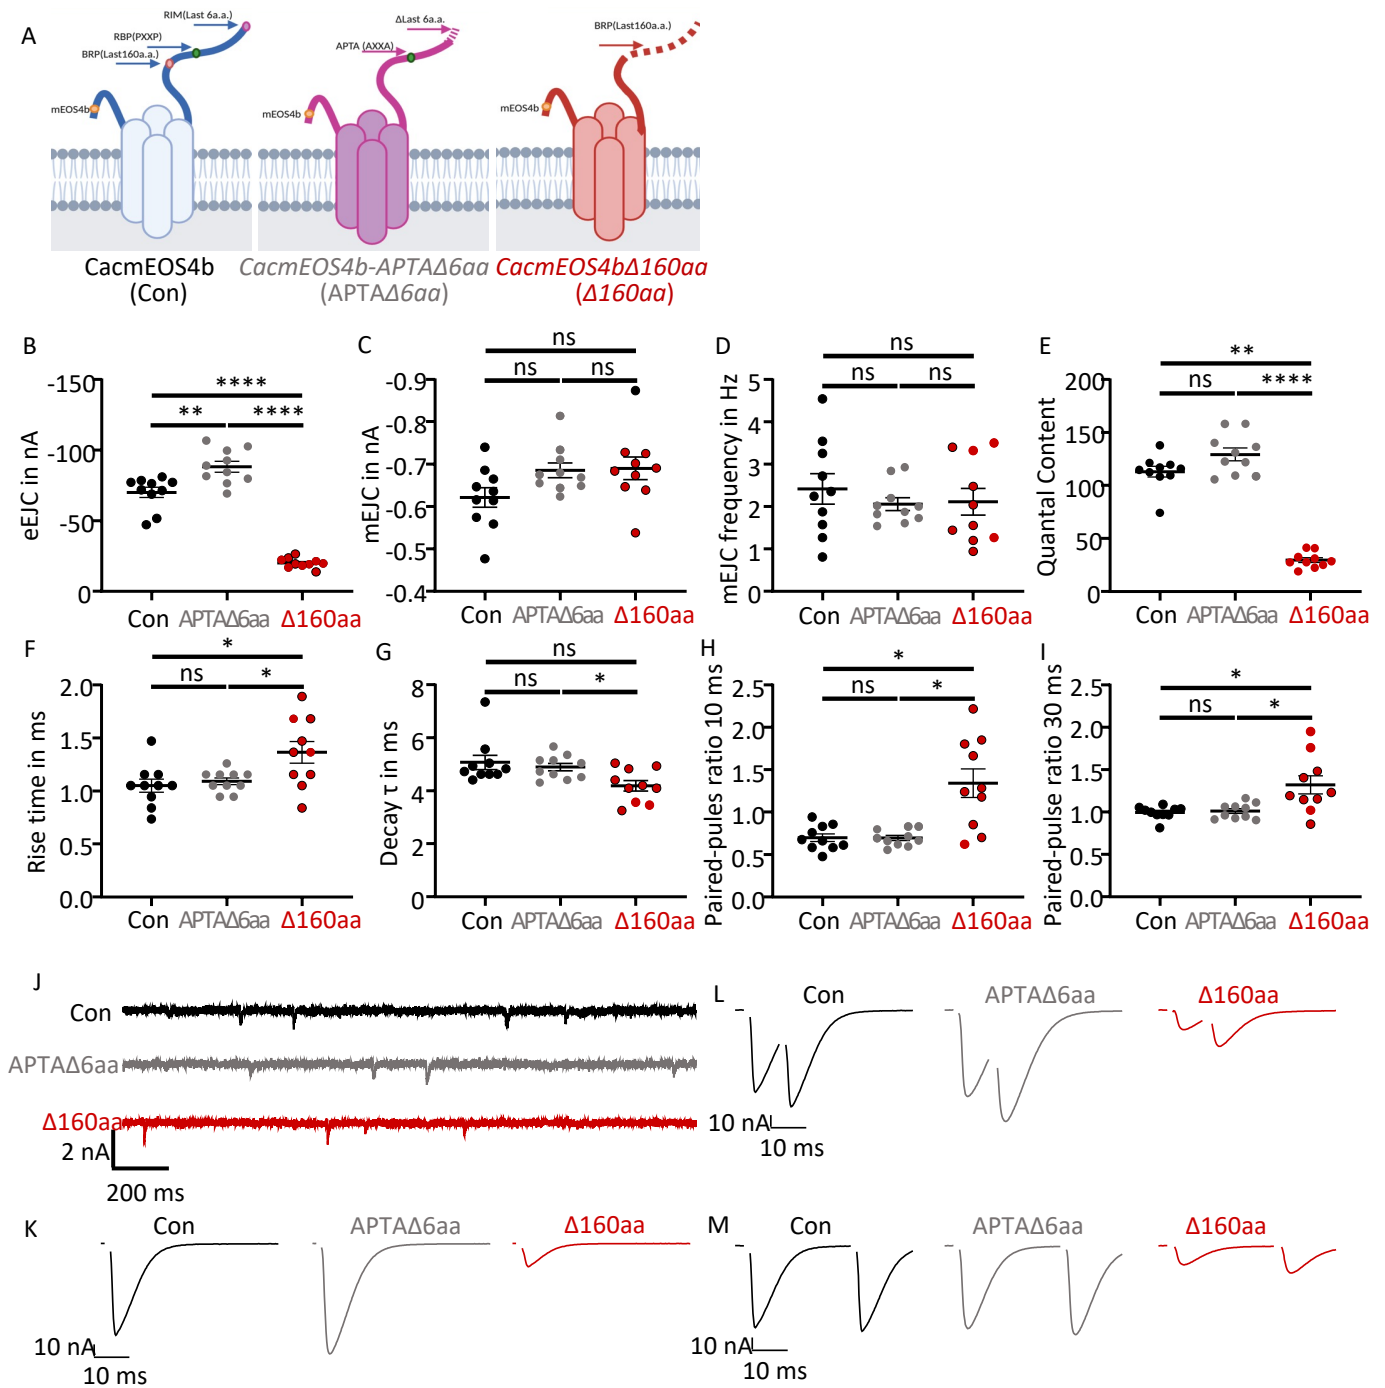 A
RIM(Last 6a.a.)
RBP(PXXP)
BRP(Last160a.a.)
mEOS4b
ΔLast 6a.a.
APTA (AXXA)
mEOS4b
BRP(Last160a.a.)
mEOS4b
CacmEOS4b
(Con)
CacmEOS4b-APTAΔ6aa
(APTAΔ6aa)
CacmEOS4bΔ160aa
(Δ160aa)
B
eEJC in nA
-150
-100
-50
0
****
** ****
Con APTAΔ6aa Δ160aa
C
mEJC in nA
-0.9
-0.8
-0.7
-0.6
-0.5
-0.4
ns
ns ns
Con APTAΔ6aa Δ160aa
D
mEJC frequency in Hz
5
4
3
2
1
0
ns
ns ns
Con APTAΔ6aa Δ160aa
E
Quantal Content
200
150
100
50
0
**
ns ****
Con APTAΔ6aa Δ160aa
F
Rise time in ms
2.0
1.5
1.0
0.5
0.0
*
ns *
Con APTAΔ6aa Δ160aa
G
Decay τ in ms
8
6
4
2
0
ns
ns *
Con APTAΔ6aa Δ160aa
H
Paired-pules ratio 10 ms
2.5
2.0
1.5
1.0
0.5
0.0
*
ns *
Con APTAΔ6aa Δ160aa
I
Paired-pulse ratio 30 ms
2.5
2.0
1.5
1.0
0.5
0.0
*
ns *
Con APTAΔ6aa Δ160aa
J
Con
APTAΔ6aa
Δ160aa
2 nA
200 ms
L
Con APTAΔ6aa Δ160aa
10 nA
10 ms
K
Con APTAΔ6aa Δ160aa
10 nA
10 ms
M
Con APTAΔ6aa Δ160aa
10 nA
10 ms